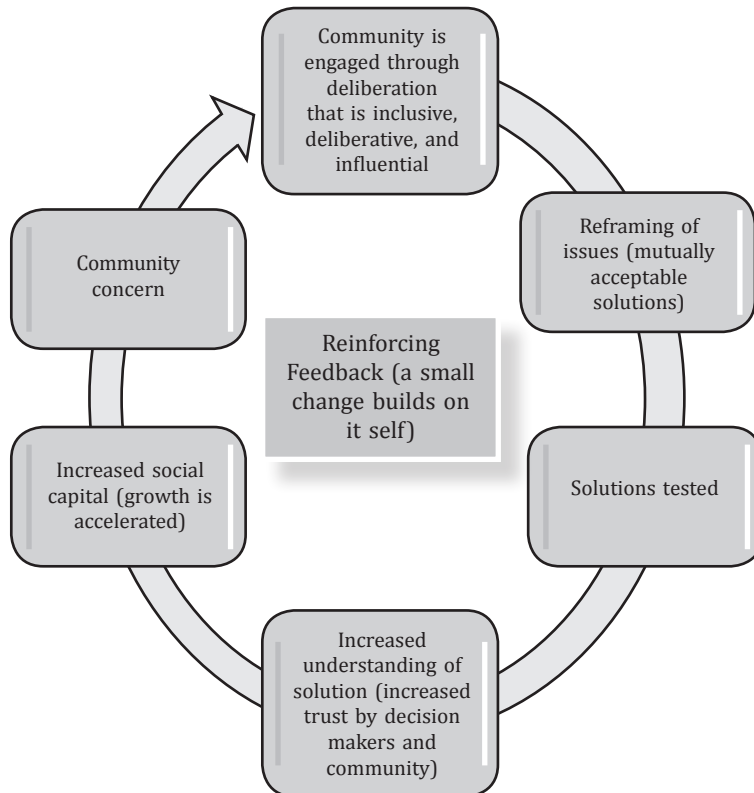 Community is
engaged through
deliberation
that is inclusive,
deliberative, and
influential
Reframing of
issues (mutually
acceptable
solutions)
Solutions tested
Increased
understanding of
solution (increased
trust by decision
makers and
community)
Increased social
capital (growth is
accelerated)
Community
concern
Reinforcing
Feedback (a small
change builds on
it self)